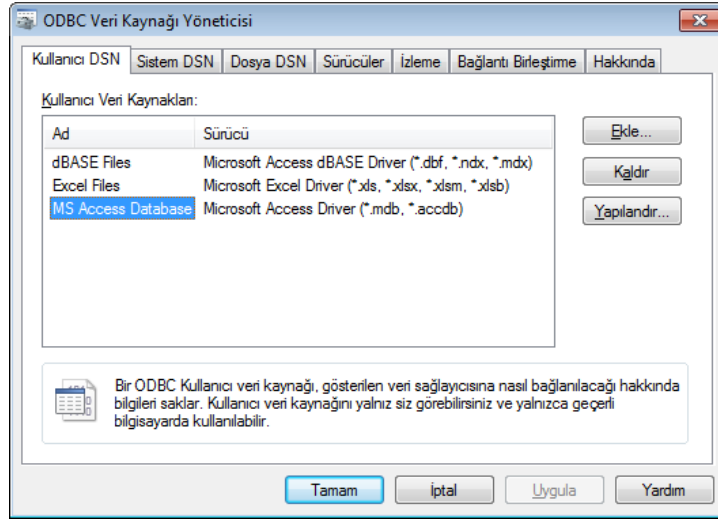 ODBC Veri Kaynağı Yöneticisi
Kullanıcı DSN Sistem DSN Dosya DSN Sürücüler İzleme Bağlantı Birleştirme Hakkında
Kullanıcı Veri Kaynakları:
Ad Sürücü
dBASE Files Microsoft Access dBASE Driver (*.dbf, *.ndx, *.mdx)
Excel Files Microsoft Excel Driver (*.xls, *.xlsx, *.xlsm, *.xlsb)
MS Access Database Microsoft Access Driver (*.mdb, *.accdb)
Ekle...
Kaldır
Yapılandır...
Bir ODBC Kullanıcı veri kaynağı, gösterilen veri sağlayıcısına nasıl bağlanılacağı hakkında
bilgileri saklar. Kullanıcı veri kaynağını yalnız siz görebilirsiniz ve yalnızca geçerli
bilgisayarda kullanılabilir.
Tamam İptal Uygula Yardım